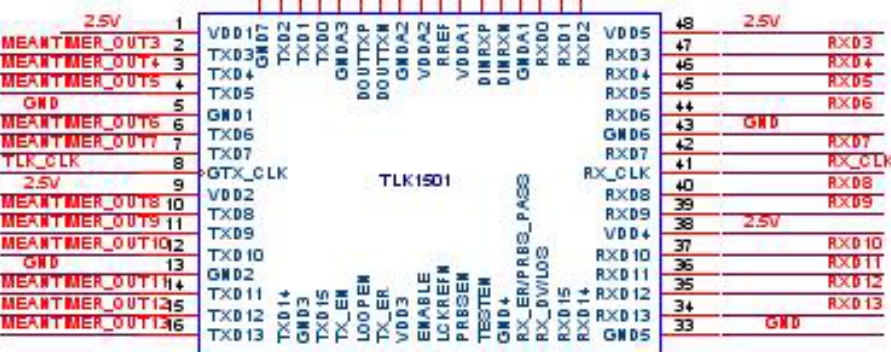 GND7 TXD2 TXD1 TXD0 GNDA3 DOUTTXP DOUTTXN GNDA2 VDDA2 RREF VDDA1 DINRXP DINRXN GNDA1 RXD0 RXD1 RXD2
2.5V 1 VDD1 VDD5 48 2.5V
MEANTIMER_OUT3 2 TXD3 RXD3 47 RXD3
MEANTIMER_OUT4 3 TXD4 RXD4 46 RXD4
MEANTIMER_OUT5 4 TXD5 RXD5 45 RXD5
GND 5 GND1 RXD6 44 RXD6
MEANTIMER_OUT6 6 TXD6 GND6 43 GND
MEANTIMER_OUT7 7 TXD7 RXD7 42 RXD7
TLK_CLK 8 GTX_CLK TLK1501 RX_CLK 41 RX_CLK
2.5V 9 VDD2 RXD8 40 RXD8
MEANTIMER_OUT8 10 TXD8 RXD9 39 RXD9
MEANTIMER_OUT9 11 TXD9 VDD4 38 2.5V
MEANTIMER_OUT10 12 TXD10 RXD10 37 RXD10
GND 13 GND2 RXD11 36 RXD11
MEANTIMER_OUT11 14 TXD11 RXD12 35 RXD12
MEANTIMER_OUT12 15 TXD12 RXD13 34 RXD13
MEANTIMER_OUT13 16 TXD13 GND5 33 GND
TXD14 GND3 TXD15 TX_EN LOOPEN TX_ER VDD3 ENABLE LCKREFN PRBSEN TESTEN GND4 RX_ER/PRBS_PASS RX_DV/LOS RXD15 RXD14